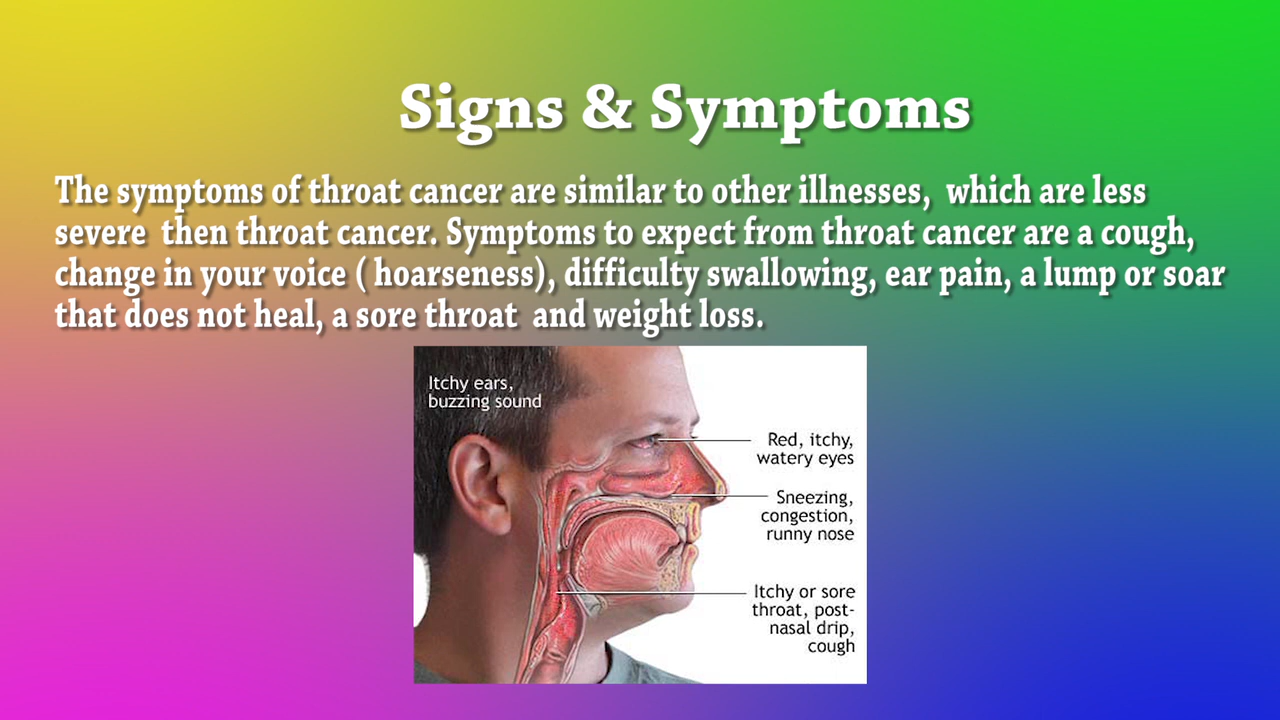 Signs & Symptoms
The symptoms of throat cancer are similar to other illnesses,  which are less
severe  then throat cancer. Symptoms to expect from throat cancer are a cough,
change in your voice ( hoarseness), difficulty swallowing, ear pain, a lump or soar
that does not heal, a sore throat  and weight loss.
Itchy ears,
buzzing sound
Red, itchy,
watery eyes
Sneezing,
congestion,
runny nose
Itchy or sore
throat, post-
nasal drip,
cough